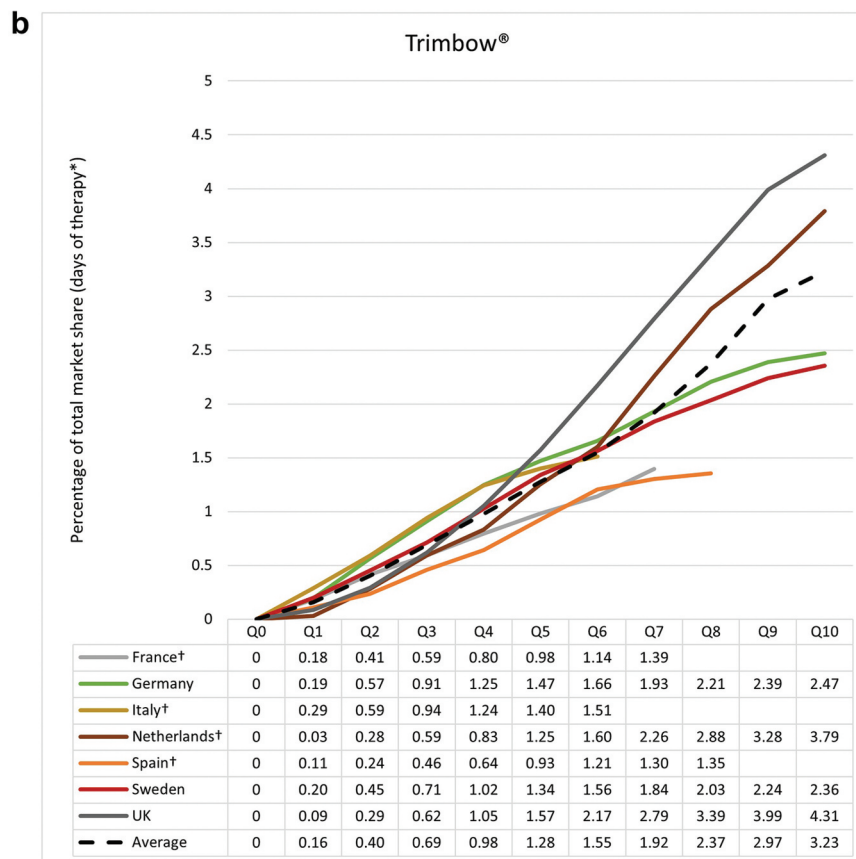 b
Trimbow®
Percentage of total market share (days of therapy*)
5
4.5
4
3.5
3
2.5
2
1.5
1
0.5
0
Q0 Q1 Q2 Q3 Q4 Q5 Q6 Q7 Q8 Q9 Q10
France† 0 0.18 0.41 0.59 0.80 0.98 1.14 1.39
Germany 0 0.19 0.57 0.91 1.25 1.47 1.66 1.93 2.21 2.39 2.47
Italy† 0 0.29 0.59 0.94 1.24 1.40 1.51
Netherlands† 0 0.03 0.28 0.59 0.83 1.25 1.60 2.26 2.88 3.28 3.79
Spain† 0 0.11 0.24 0.46 0.64 0.93 1.21 1.30 1.35
Sweden 0 0.20 0.45 0.71 1.02 1.34 1.56 1.84 2.03 2.24 2.36
UK 0 0.09 0.29 0.62 1.05 1.57 2.17 2.79 3.39 3.99 4.31
Average 0 0.16 0.40 0.69 0.98 1.28 1.55 1.92 2.37 2.97 3.23